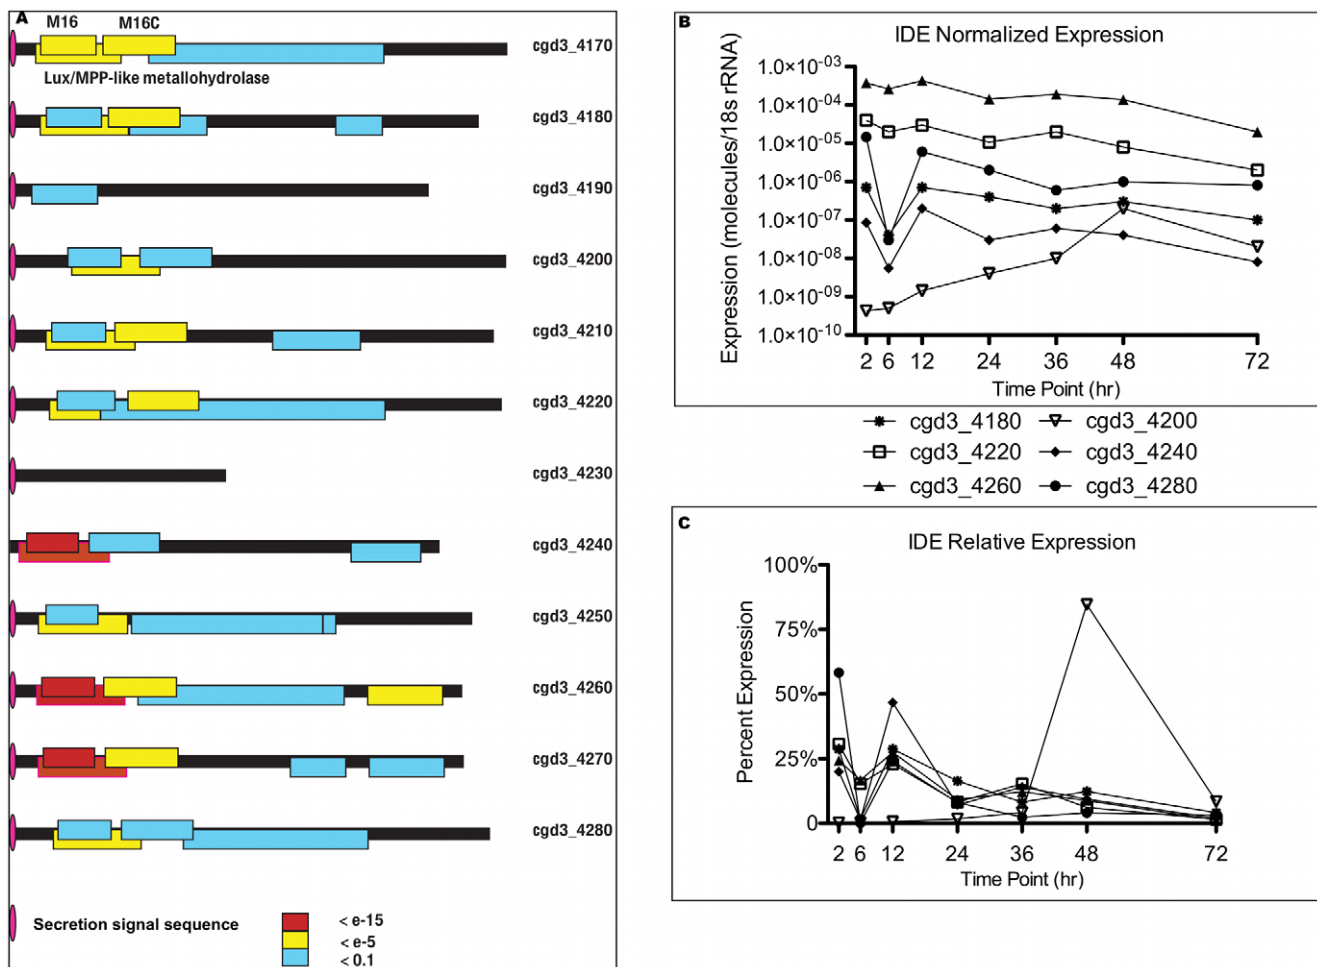 A
M16 M16C
cgd3_4170
Lux/MPP-like metallohydrolase
cgd3_4180
cgd3_4190
cgd3_4200
cgd3_4210
cgd3_4220
cgd3_4230
cgd3_4240
cgd3_4250
cgd3_4260
cgd3_4270
cgd3_4280
Secretion signal sequence
< e-15
< e-5
< 0.1
B
IDE Normalized Expression
Expression (molecules/18s rRNA)
1.0×10-03
1.0×10-04
1.0×10-05
1.0×10-06
1.0×10-07
1.0×10-08
1.0×10-09
1.0×10-10
2 6 12 24 36 48 72
Time Point (hr)
cgd3_4180 cgd3_4200
cgd3_4220 cgd3_4240
cgd3_4260 cgd3_4280
C
IDE Relative Expression
Percent Expression
100%
75%
50%
25%
0
2 6 12 24 36 48 72
Time Point (hr)